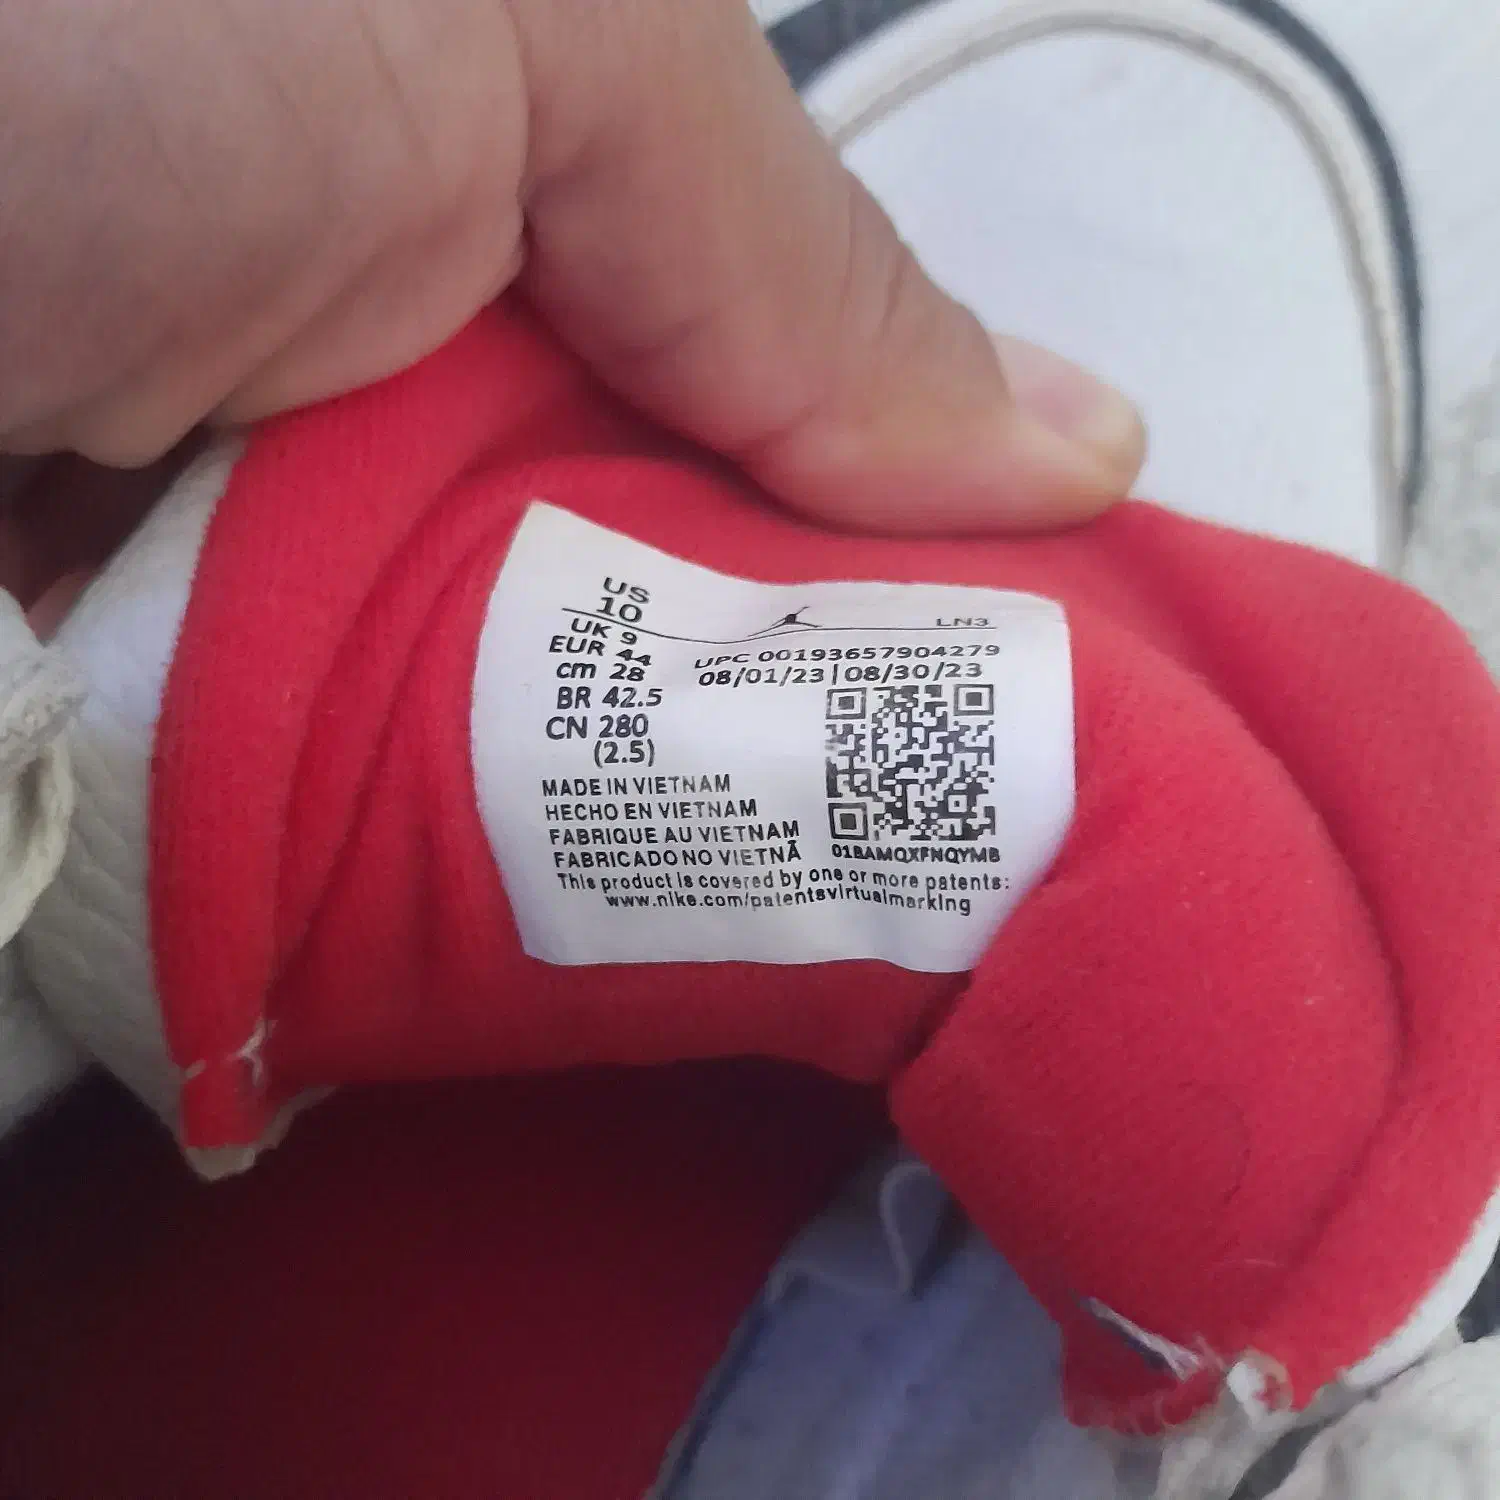 US
10
UK 9
EUR 44
cm 28
BR 42.5
CN 280
(2.5)
LN3
UPC 00193657904279
08/01/23|08/30/23
01BAMQXFNQYMB
MADE IN VIETNAM
HECHO EN VIETNAM
FABRIQUE AU VIETNAM
FABRICADO NO VIETNÃ
This product is covered by one or more patents:
www.nike.com/patentsvirtualmarking